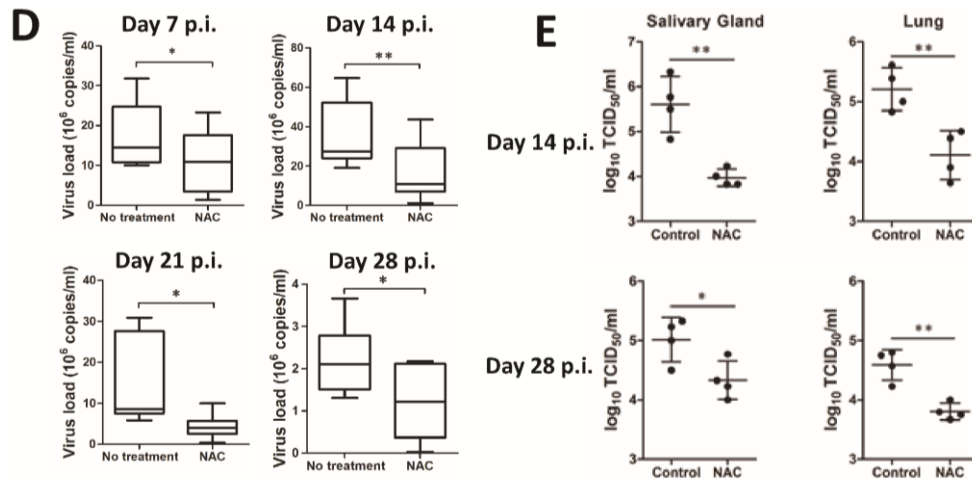 D
Day 7 p.i.
Virus load (10⁶ copies/ml)
40
30
20
10
0
*
No treatment
NAC
Day 14 p.i.
Virus load (10⁶ copies/ml)
80
60
40
20
0
**
No treatment
NAC
Day 21 p.i.
Virus load (10⁶ copies/ml)
30
20
10
0
*
No treatment
NAC
Day 28 p.i.
Virus load (10⁶ copies/ml)
4
3
2
1
0
*
No treatment
NAC
E
Salivary Gland
Lung
Day 14 p.i.
log₁₀ TCID₅₀/ml
7
6
5
4
3
**
Control
NAC
log₁₀ TCID₅₀/ml
6
5
4
3
**
Control
NAC
Day 28 p.i.
log₁₀ TCID₅₀/ml
6
5
4
3
*
Control
NAC
log₁₀ TCID₅₀/ml
6
5
4
3
**
Control
NAC